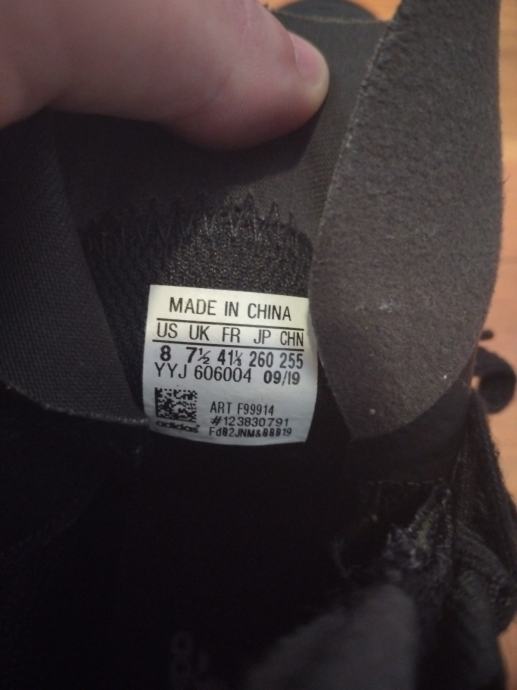 MADE IN CHINA
US UK FR JP CHN
8 7½ 41⅓ 260 255
YYJ 606004 09/19
ART F99914
#123830791
adidas